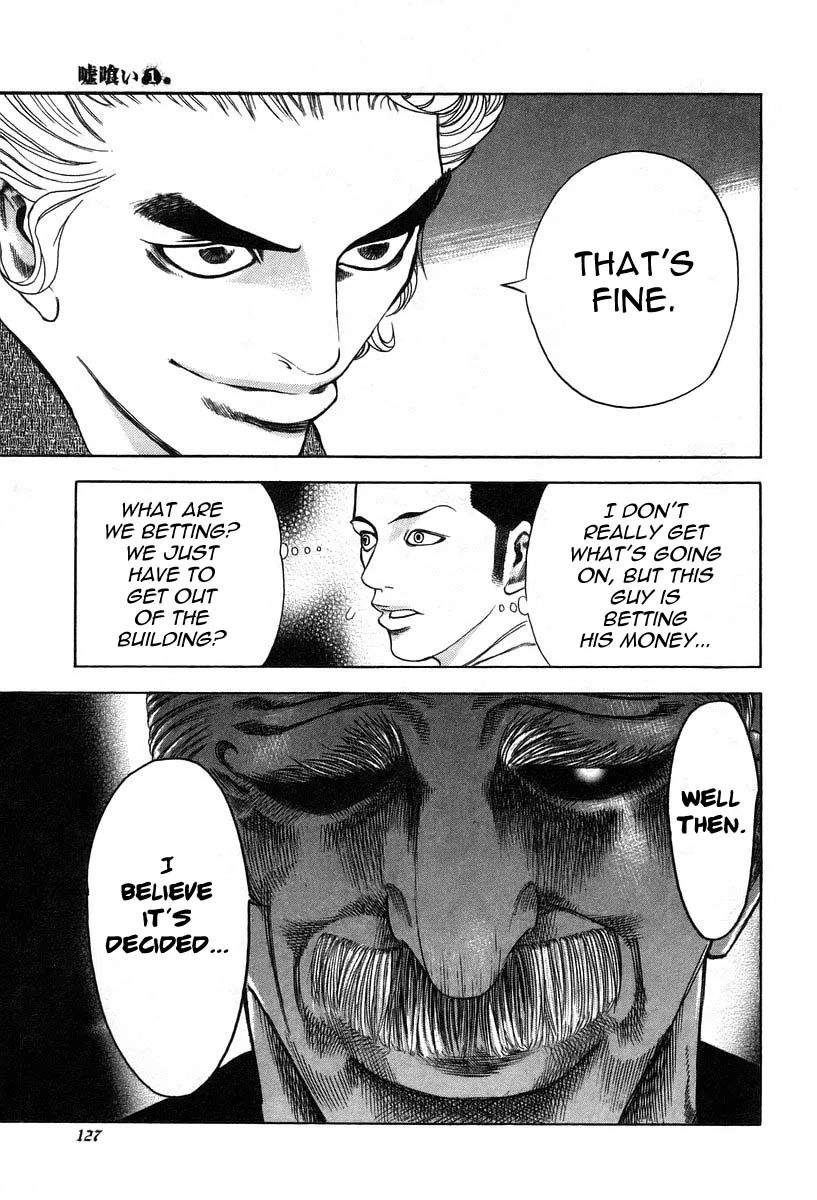 嘘喰い1.
THAT'S
FINE.
I DON'T
REALLY GET
WHAT'S GOING
ON, BUT THIS
GUY IS
BETTING
HIS MONEY...
WHAT ARE
WE BETTING?
WE JUST
HAVE TO
GET OUT
OF THE
BUILDING?
WELL
THEN.
I
BELIEVE
IT'S
DECIDED...
127